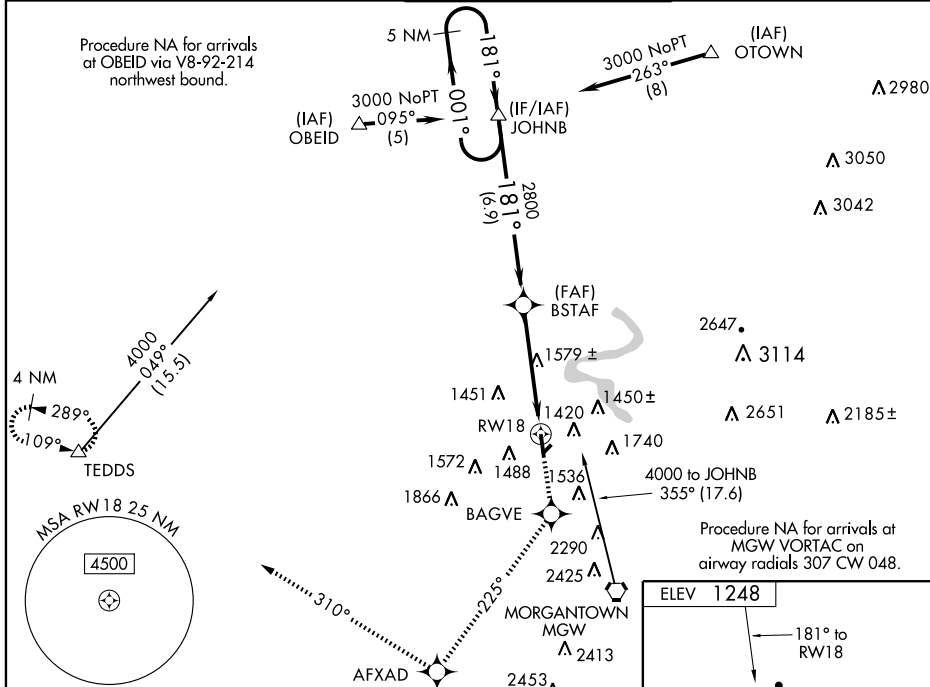 Procedure NA for arrivals
at OBEID via V8-92-214
northwest bound.
5 NM
181°
001°
3000 NoPT
095°
(5)
(IAF)
OBEID
(IF/IAF)
JOHNB
3000 NoPT
263°
(8)
(IAF)
OTOWN
2980
3050
3042
2800
181°
(6.9)
(FAF)
BSTAF
4000
049°
(15.5)
4 NM
289°
109°
TEDDS
2647
3114
1579 ±
1451
1450 ±
1420
RW18
2651
2185 ±
1740
1488
1572
1536
1866
BAGVE
4000 to JOHNB
355° (17.6)
MSA RW18 25 NM
4500
2290
2425
Procedure NA for arrivals at
MGW VORTAC on
airway radials 307 CW 048.
310°
225°
MORGANTOWN
MGW
2413
AFXAD
2453
ELEV 1248
181° to
RW18